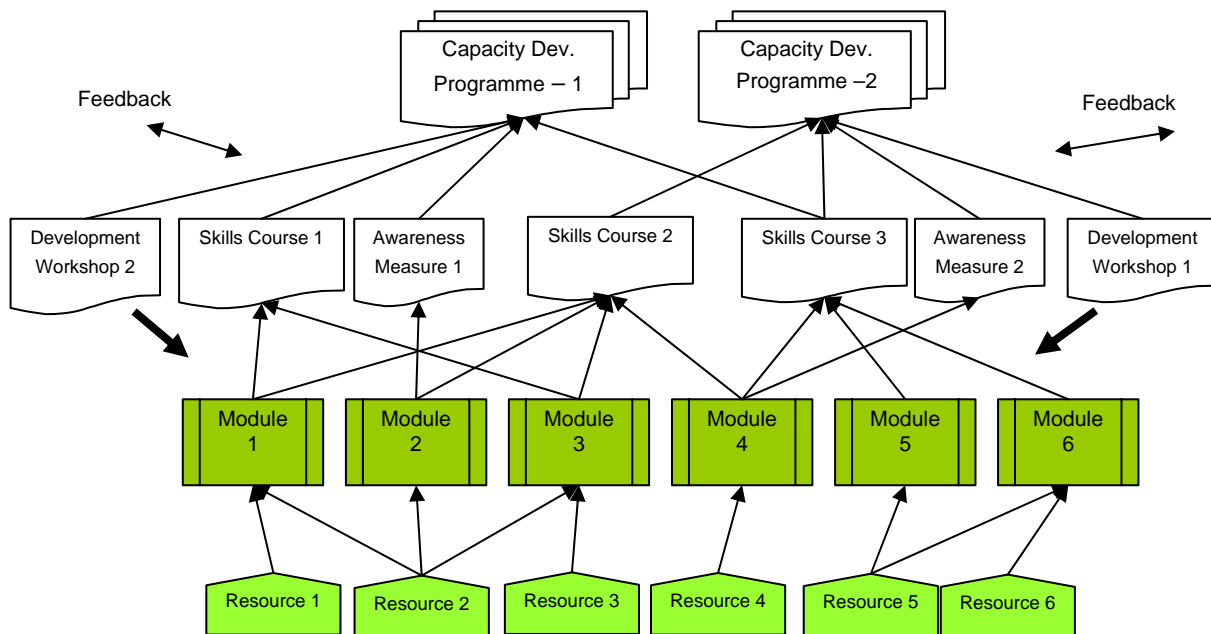 Capacity Dev.
Programme – 1
Capacity Dev.
Programme –2
Feedback
Feedback
Development
Workshop 2
Skills Course 1
Awareness
Measure 1
Skills Course 2
Skills Course 3
Awareness
Measure 2
Development
Workshop 1
Module
1
Module
2
Module
3
Module
4
Module
5
Module
6
Resource 1
Resource 2
Resource 3
Resource 4
Resource 5
Resource 6